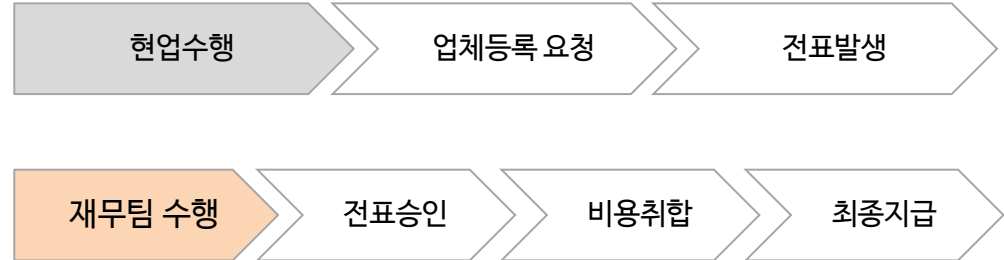 현업수행
업체등록 요청
전표발생
재무팀 수행
전표승인
비용취합
최종지급